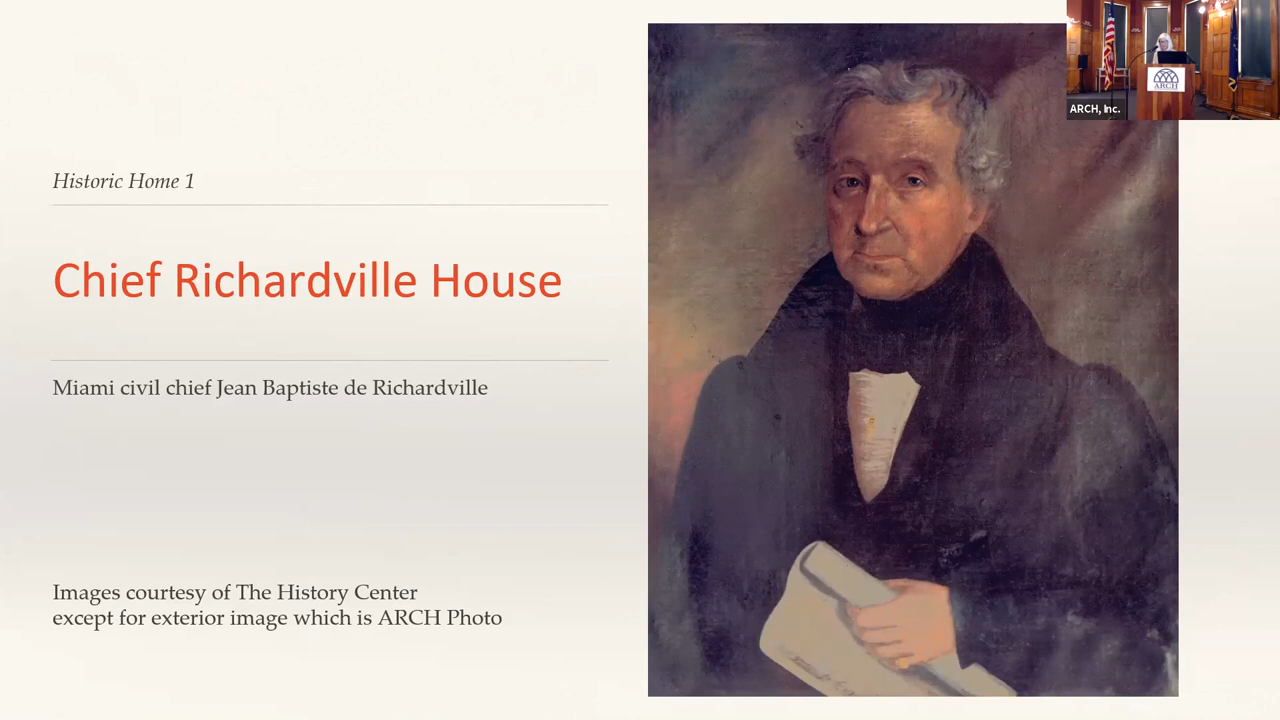 Historic Home 1
Chief Richardville House
Miami civil chief Jean Baptiste de Richardville
Images courtesy of The History Center
except for exterior image which is ARCH Photo
ARCH
ARCH, Inc.